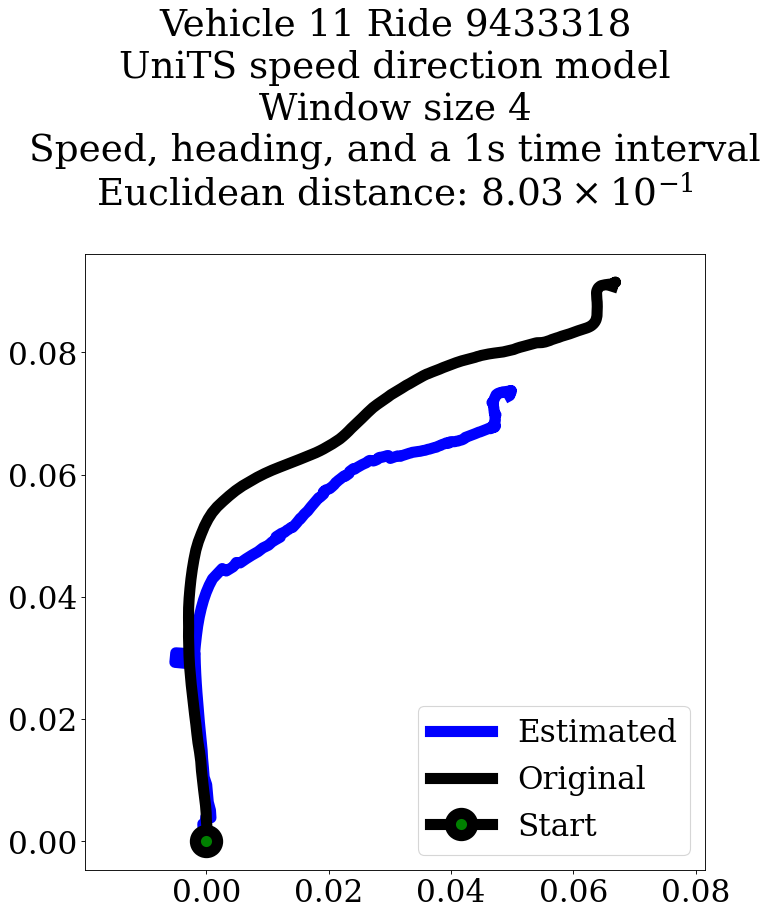 Vehicle 11 Ride 9433318
UniTS speed direction model
Window size 4
Speed, heading, and a 1s time interval
Euclidean distance: 8.03 × 10⁻¹
0.08
0.06
0.04
0.02
0.00
Estimated
Original
Start
0.00 0.02 0.04 0.06 0.08